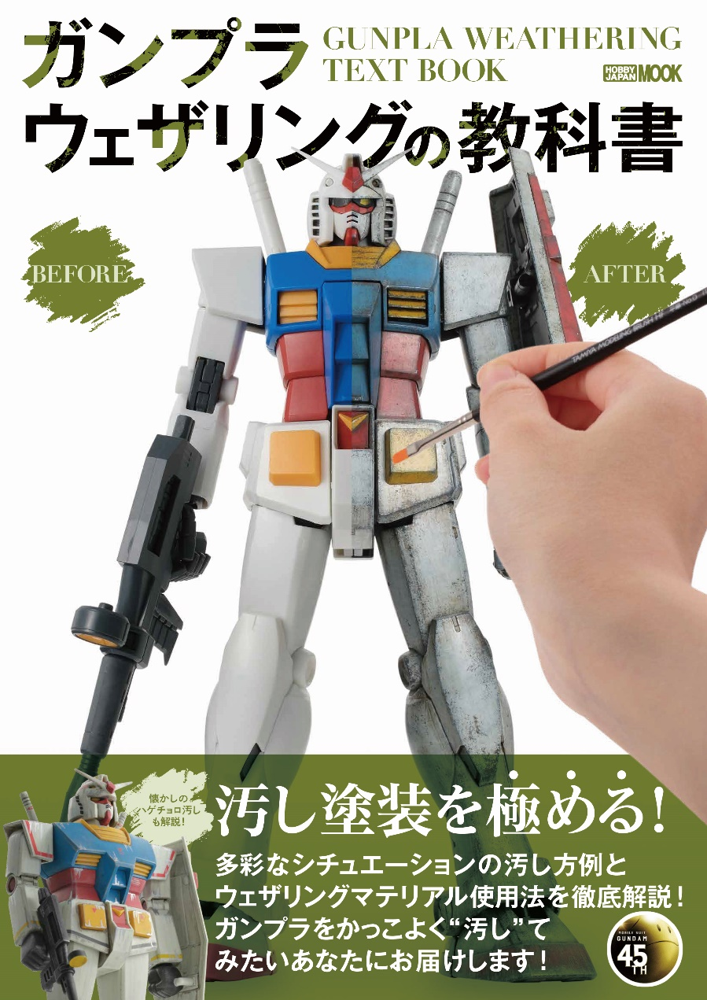 ガンプラ
GUNPLA WEATHERING
TEXT BOOK
HOBBY
JAPAN MOOK
ウェザリングの教科書
BEFORE
AFTER
TAMIYA MODELING BRUSH HF
懐かしの
ハゲチョロ汚し
も解説！
汚し塗装を極める！
多彩なシチュエーションの汚し方例と
ウェザリングマテリアル使用法を徹底解説！
ガンプラをかっこよく“汚し”て
みたいあなたにお届けします！
MOBILE SUIT
GUNDAM
45
TH